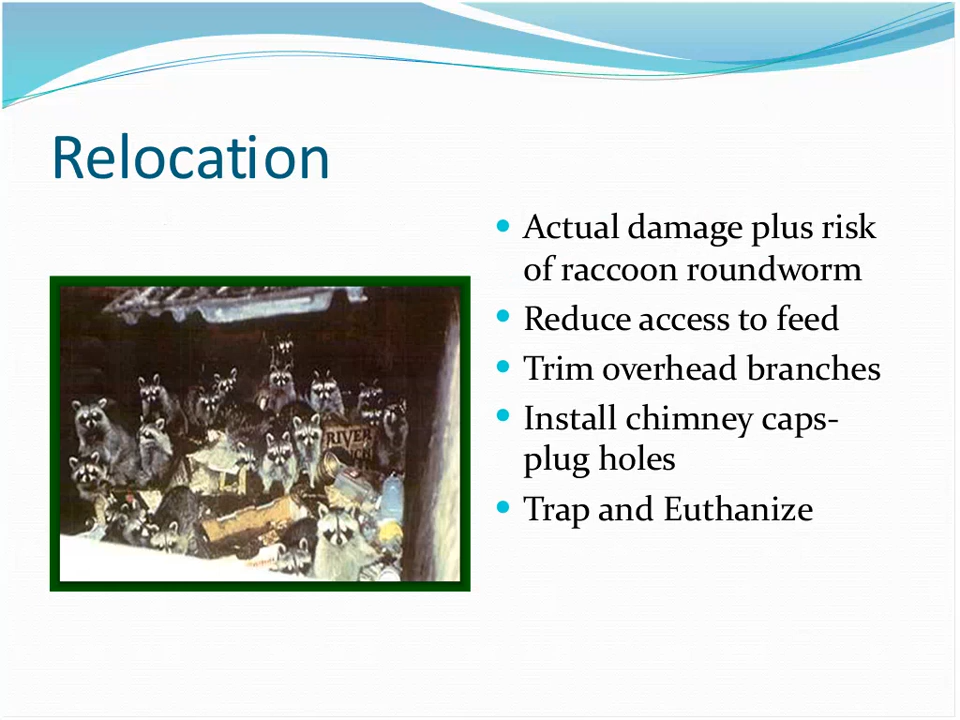 Relocation
Actual damage plus risk
of raccoon roundworm
Reduce access to feed
Trim overhead branches
Install chimney caps-
plug holes
Trap and Euthanize
RIVER